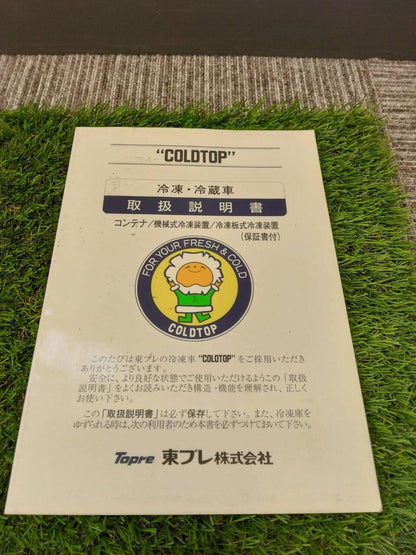 “COLDTOP”
冷凍・冷蔵車
取扱説明書
コンテナ/機械式冷凍装置/冷凍板式冷凍装置
(保証書付)
FOR YOUR FRESH & COLD
COLDTOP
このたびは東プレの冷凍車“COLDTOP”をご採用いただき
ありがとうございます。
安全に、より良好な状態でご使用いただけるようこの「取扱
説明書」をよくお読みいただき構造・機能を理解され、正しく
お使い下さい。
この「取扱説明書」は必ず保存して下さい。また、冷凍庫を
ゆずられる時は、次の利用者のため本書を必ずつけておいて下さい。
Topre 東プレ株式会社